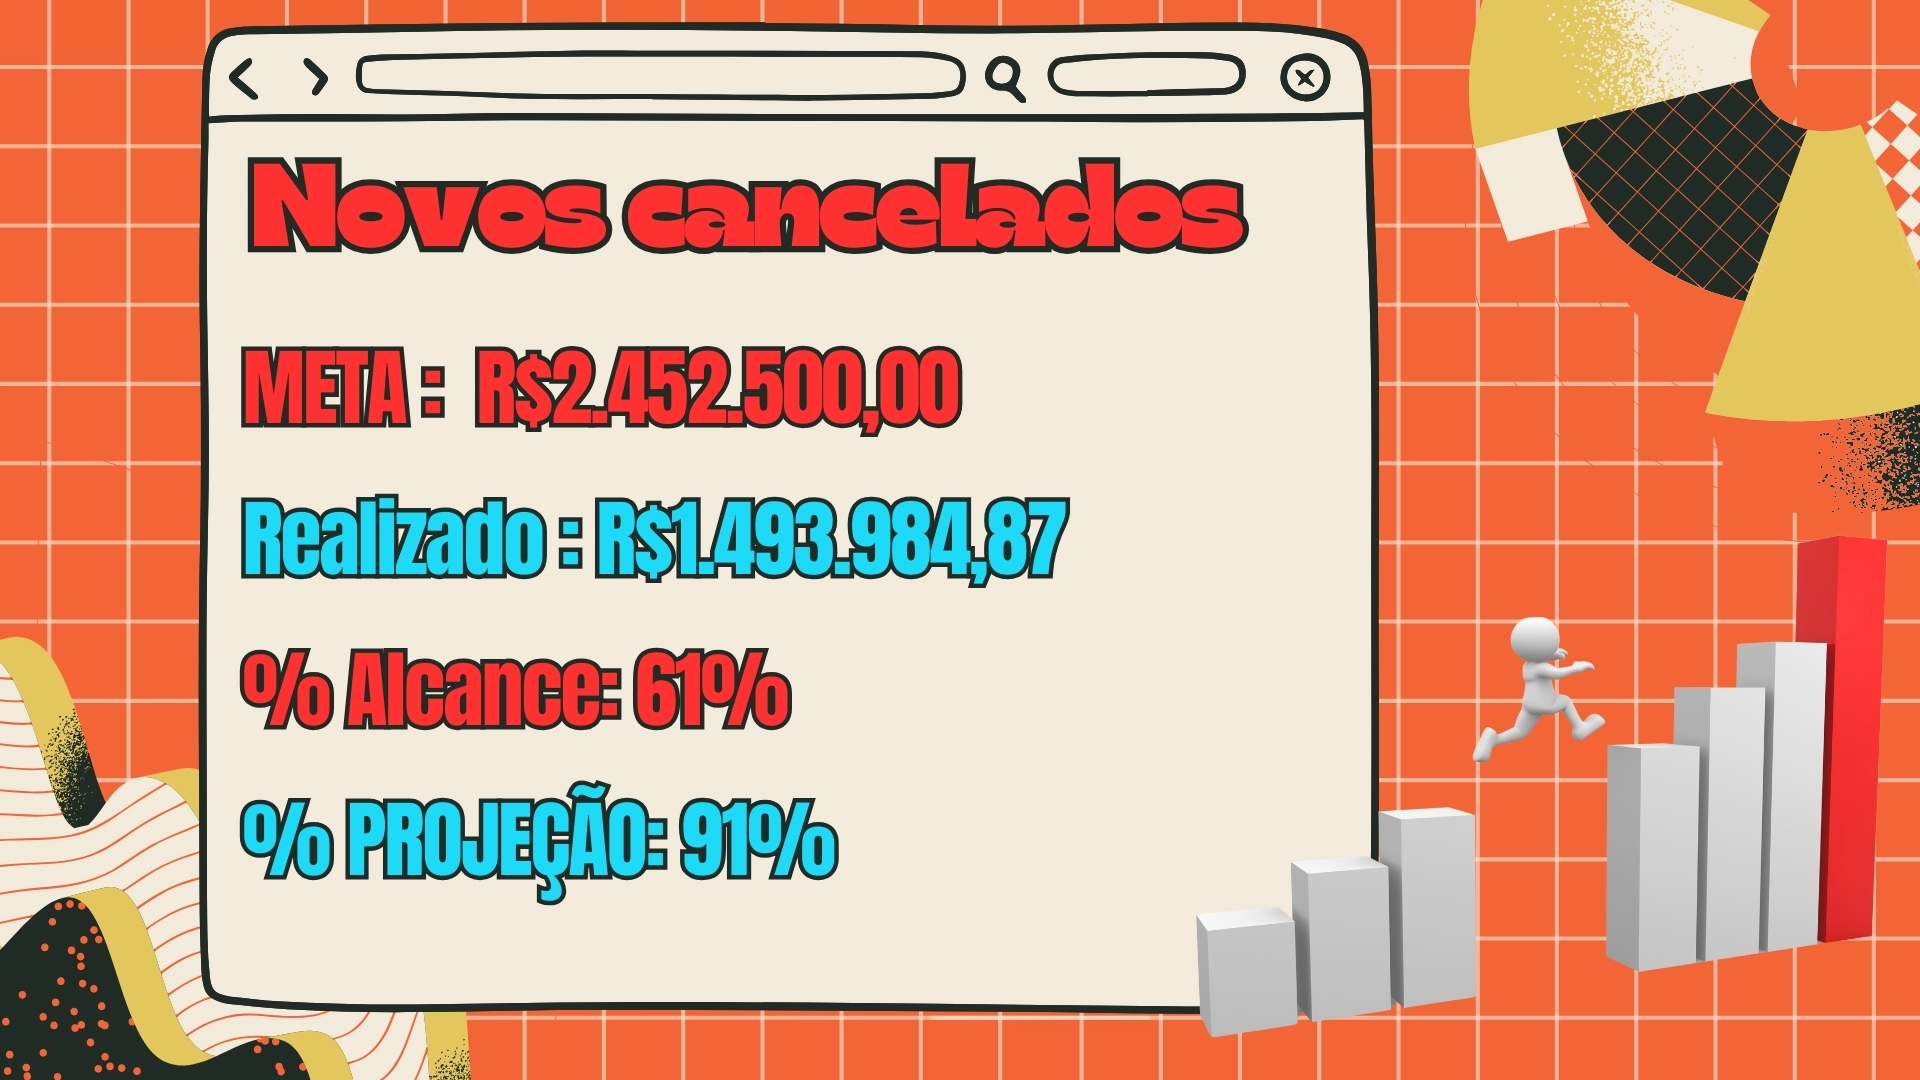 Novos cancelados
META : R$2.452.500,00
Realizado : R$1.493.984,87
% Alcance: 61%
% PROJEÇÃO: 91%